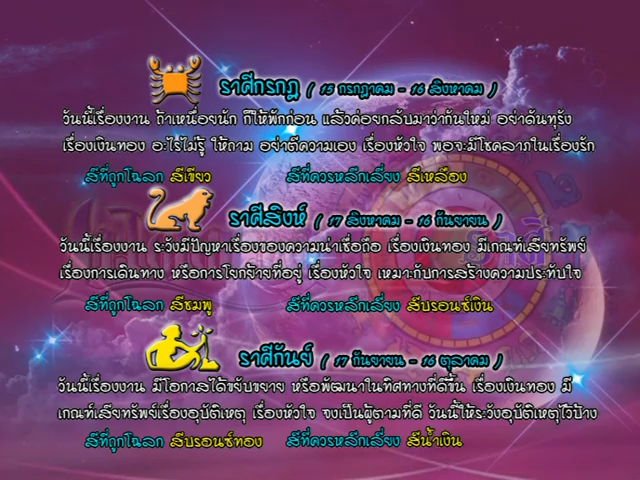 ราศีกรกฎ ( 15 กรกฎาคม - 16 สิงหาคม )
วันนี้เรื่องงาน ถ้าเหนื่อยนัก ก็ให้พักก่อน แล้วค่อยกลับมาว่ากันใหม่ อย่าดันทุรัง
เรื่องเงินทอง อะไรไม่รู้ ให้ถาม อย่าตีความเอง เรื่องหัวใจ พอจะมีโชคลาภในเรื่องรัก
สีที่ถูกโฉลก สีเขียว สีที่ควรหลีกเลี่ยง สีเหลือง
ราศีสิงห์ ( 17 สิงหาคม - 16 กันยายน )
วันนี้เรื่องงาน ระวังมีปัญหาเรื่องของความน่าเชื่อถือ เรื่องเงินทอง มีเกณท์เสียทรัพย์
เรื่องการเดินทาง หรือการโยกย้ายที่อยู่ เรื่องหัวใจ เหมาะกับการสร้างความประทับใจ
สีที่ถูกโฉลก สีชมพู สีที่ควรหลีกเลี่ยง สีบรอนซ์เงิน
ราศีกันย์ ( 17 กันยายน - 16 ตุลาคม )
วันนี้เรื่องงาน มีโอกาสได้ขยับขยาย หรือพัฒนาในทิศทางที่ดีขึ้น เรื่องเงินทอง มี
เกณท์เสียทรัพย์เรื่องอุบัติเหตุ เรื่องหัวใจ จงเป็นผู้ตามที่ดี วันนี้ให้ระวังอุบัติเหตุไว้บ้าง
สีที่ถูกโฉลก สีบรอนซ์ทอง สีที่ควรหลีกเลี่ยง สีน้ำเงิน